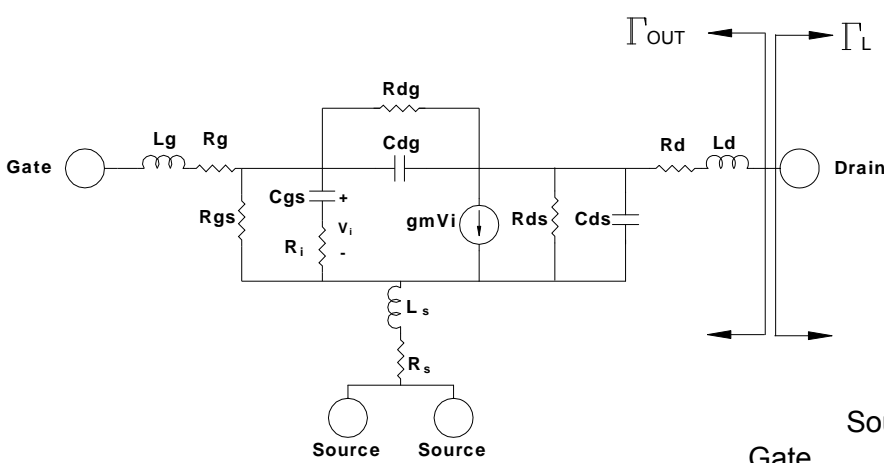 ΓOUT ΓL
Rdg
Lg Rg Cdg Rd Ld
Gate Drain
Cgs +
Rgs Vi gmVi Rds Cds
Ri -
Ls
Rs
Source Source
Gate